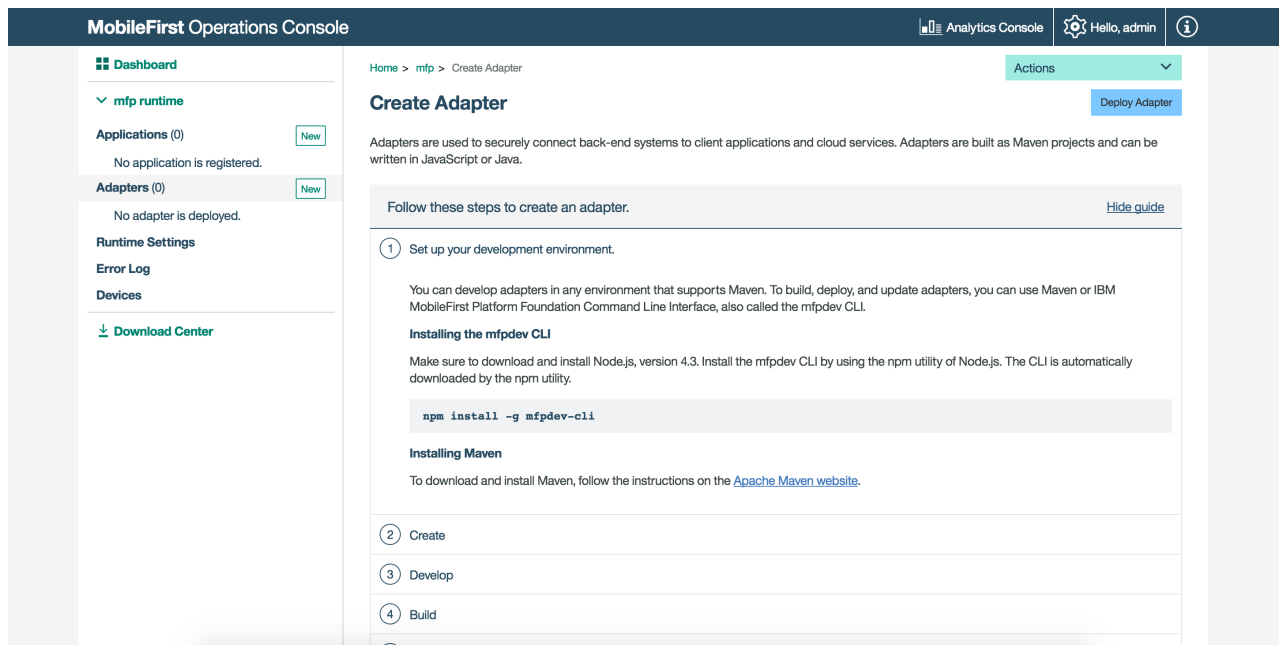 MobileFirst Operations Console
Analytics Console
Hello, admin
Dashboard
mfp runtime
Applications (0)
New
No application is registered.
Adapters (0)
New
No adapter is deployed.
Runtime Settings
Error Log
Devices
Download Center
Home > mfp > Create Adapter
Actions
Create Adapter
Deploy Adapter
Adapters are used to securely connect back-end systems to client applications and cloud services. Adapters are built as Maven projects and can be
written in JavaScript or Java.
Follow these steps to create an adapter.
Hide guide
1 Set up your development environment.
You can develop adapters in any environment that supports Maven. To build, deploy, and update adapters, you can use Maven or IBM
MobileFirst Platform Foundation Command Line Interface, also called the mfpdev CLI.
Installing the mfpdev CLI
Make sure to download and install Node.js, version 4.3. Install the mfpdev CLI by using the npm utility of Node.js. The CLI is automatically
downloaded by the npm utility.
npm install -g mfpdev-cli
Installing Maven
To download and install Maven, follow the instructions on the Apache Maven website.
2 Create
3 Develop
4 Build